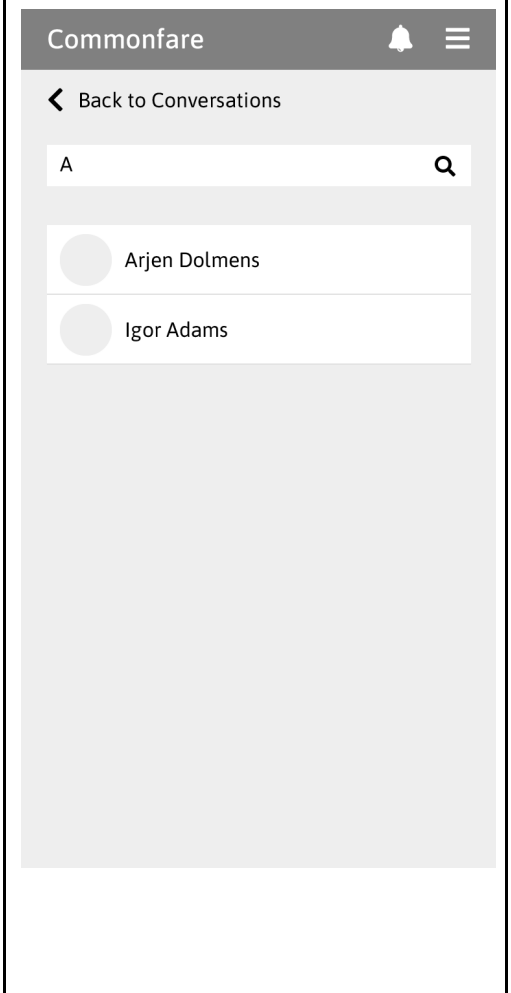 Commonfare
Back to Conversations
A
Arjen Dolmens
Igor Adams